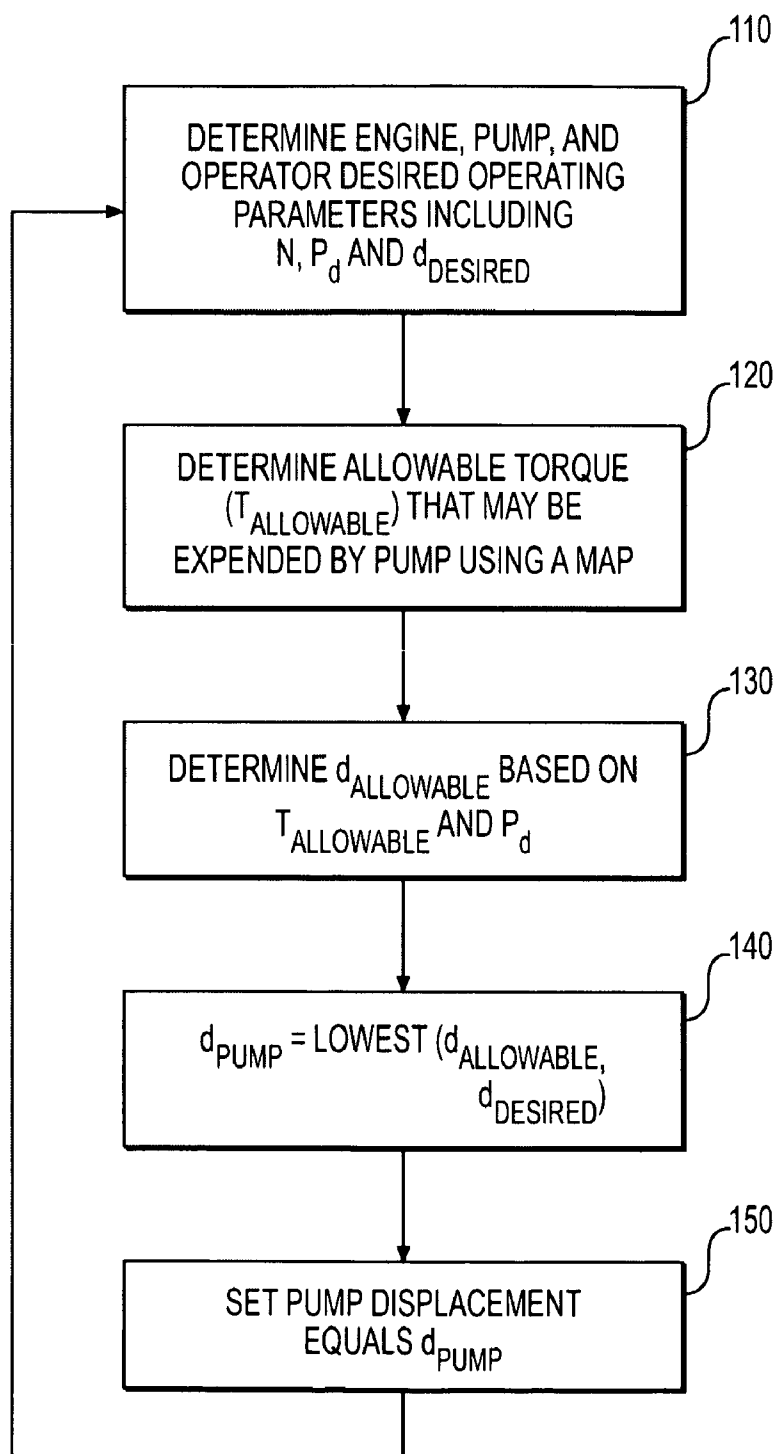 110
DETERMINE ENGINE, PUMP, AND
OPERATOR DESIRED OPERATING
PARAMETERS INCLUDING
N, Pd AND dDESIRED
120
DETERMINE ALLOWABLE TORQUE
(TALLOWABLE) THAT MAY BE
EXPENDED BY PUMP USING A MAP
130
DETERMINE dALLOWABLE BASED ON
TALLOWABLE AND Pd
140
dPUMP = LOWEST (dALLOWABLE,
dDESIRED)
150
SET PUMP DISPLACEMENT
EQUALS dPUMP